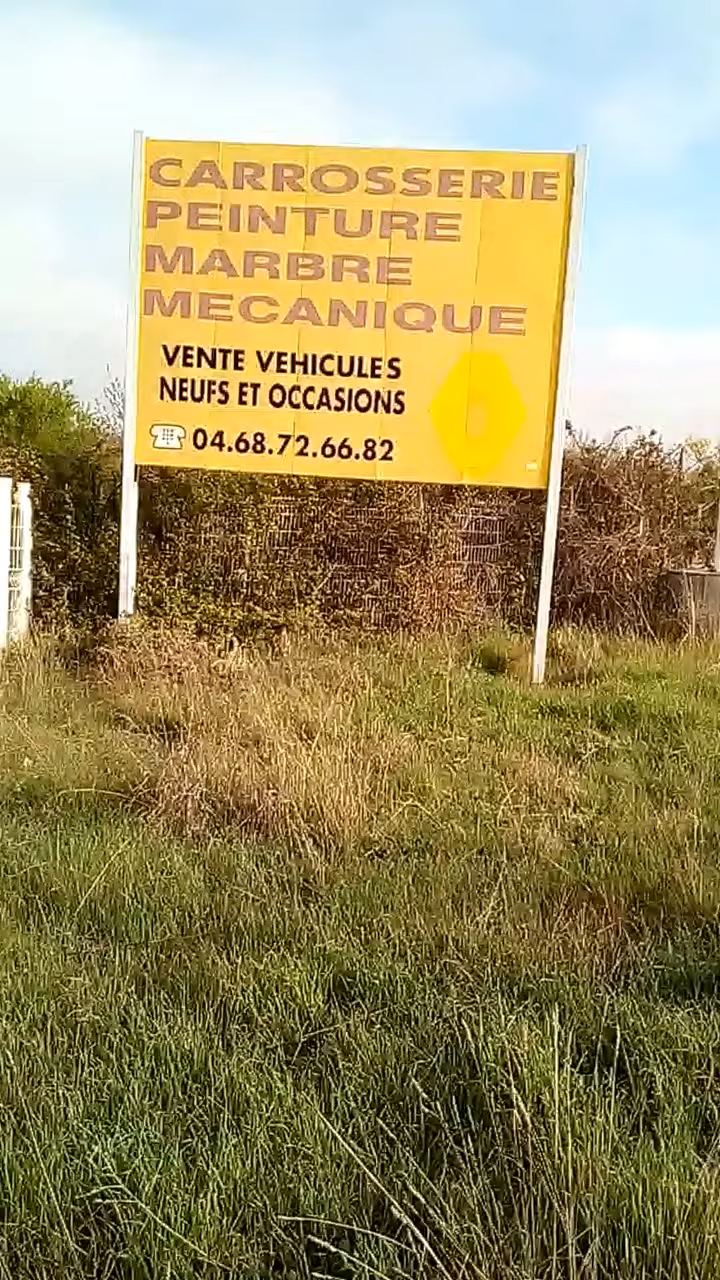 CARROSSERIE
PEINTURE
MARBRE
MECANIQUE
VENTE VEHICULES
NEUFS ET OCCASIONS
04.68.72.66.82